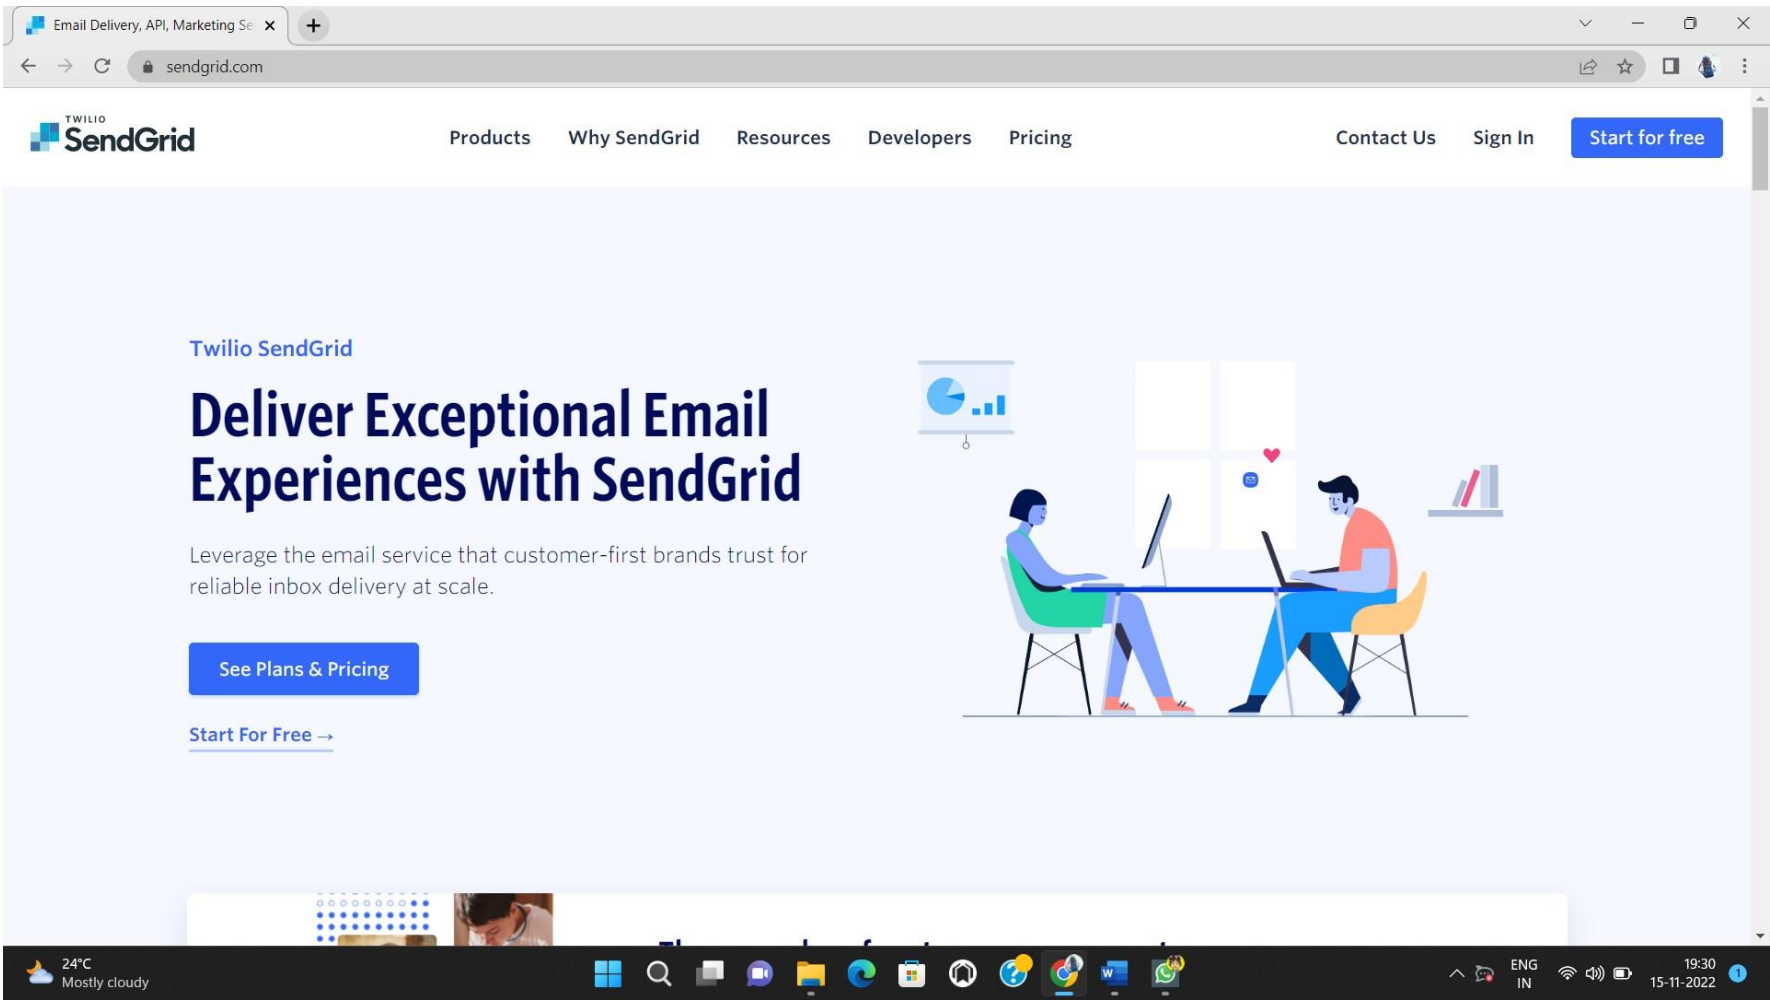 Email Delivery, API, Marketing Se
sendgrid.com
TWILIO
SendGrid
Products
Why SendGrid
Resources
Developers
Pricing
Contact Us
Sign In
Start for free
Twilio SendGrid
Deliver Exceptional Email
Experiences with SendGrid
Leverage the email service that customer-first brands trust for
reliable inbox delivery at scale.
See Plans & Pricing
Start For Free →
24°C
Mostly cloudy
W
ENG
IN
19:30
15-11-2022
1